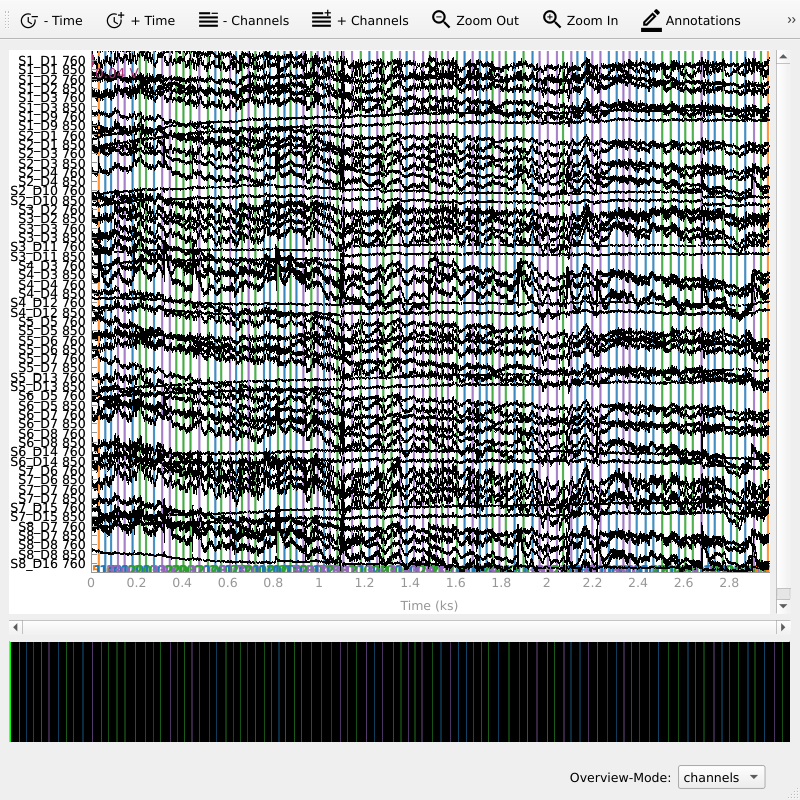 - Time + Time - Channels + Channels Zoom Out Zoom In Annotations »
S1_D1 760
S1_D1 850
S1_D2 760
S1_D2 850
S1_D3 760
S1_D3 850
S1_D9 760
S1_D9 850
S2_D1 760
S2_D1 850
S2_D3 760
S2_D3 850
S2_D4 760
S2_D4 850
S2_D10 760
S2_D10 850
S3_D2 760
S3_D2 850
S3_D3 760
S3_D3 850
S3_D11 760
S3_D11 850
S4_D3 760
S4_D3 850
S4_D4 760
S4_D4 850
S4_D12 760
S4_D12 850
S5_D5 760
S5_D5 850
S5_D6 760
S5_D6 850
S5_D7 760
S5_D7 850
S5_D13 760
S5_D13 850
S6_D5 760
S6_D5 850
S6_D7 760
S6_D7 850
S6_D8 760
S6_D8 850
S6_D14 760
S6_D14 850
S7_D6 760
S7_D6 850
S7_D7 760
S7_D7 850
S7_D15 760
S7_D15 850
S8_D7 760
S8_D7 850
S8_D8 760
S8_D8 850
S8_D16 760
0 0.2 0.4 0.6 0.8 1 1.2 1.4 1.6 1.8 2 2.2 2.4 2.6 2.8
Time (ks)
Overview-Mode: channels